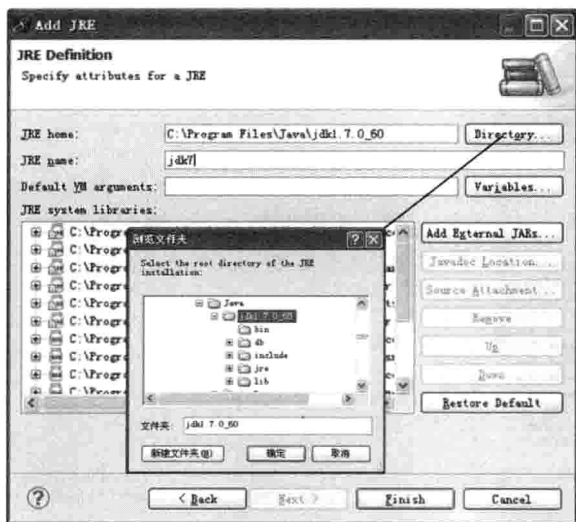 Add JRE
JRE Definition
Specify attributes for a JRE
JRE home: C:\Program Files\Java\jdk1.7.0_60 Directory...
JRE name: jdk7
Default VM arguments: Variables...
JRE system libraries:
C:\Progr
C:\Progr
C:\Progr
C:\Progr
C:\Progr
C:\Progr
C:\Progr
C:\Progr
Add External JARs...
Javadoc Location...
Source Attachment...
Remove
Up
Down
Restore Default
浏览文件夹
Select the root directory of the JRE
installation:
Java
jdk1.7.0_60
bin
db
include
jre
lib
文件夹: jdk1.7.0_60
新建文件夹(M) 确定 取消
< Back Next > Finish Cancel